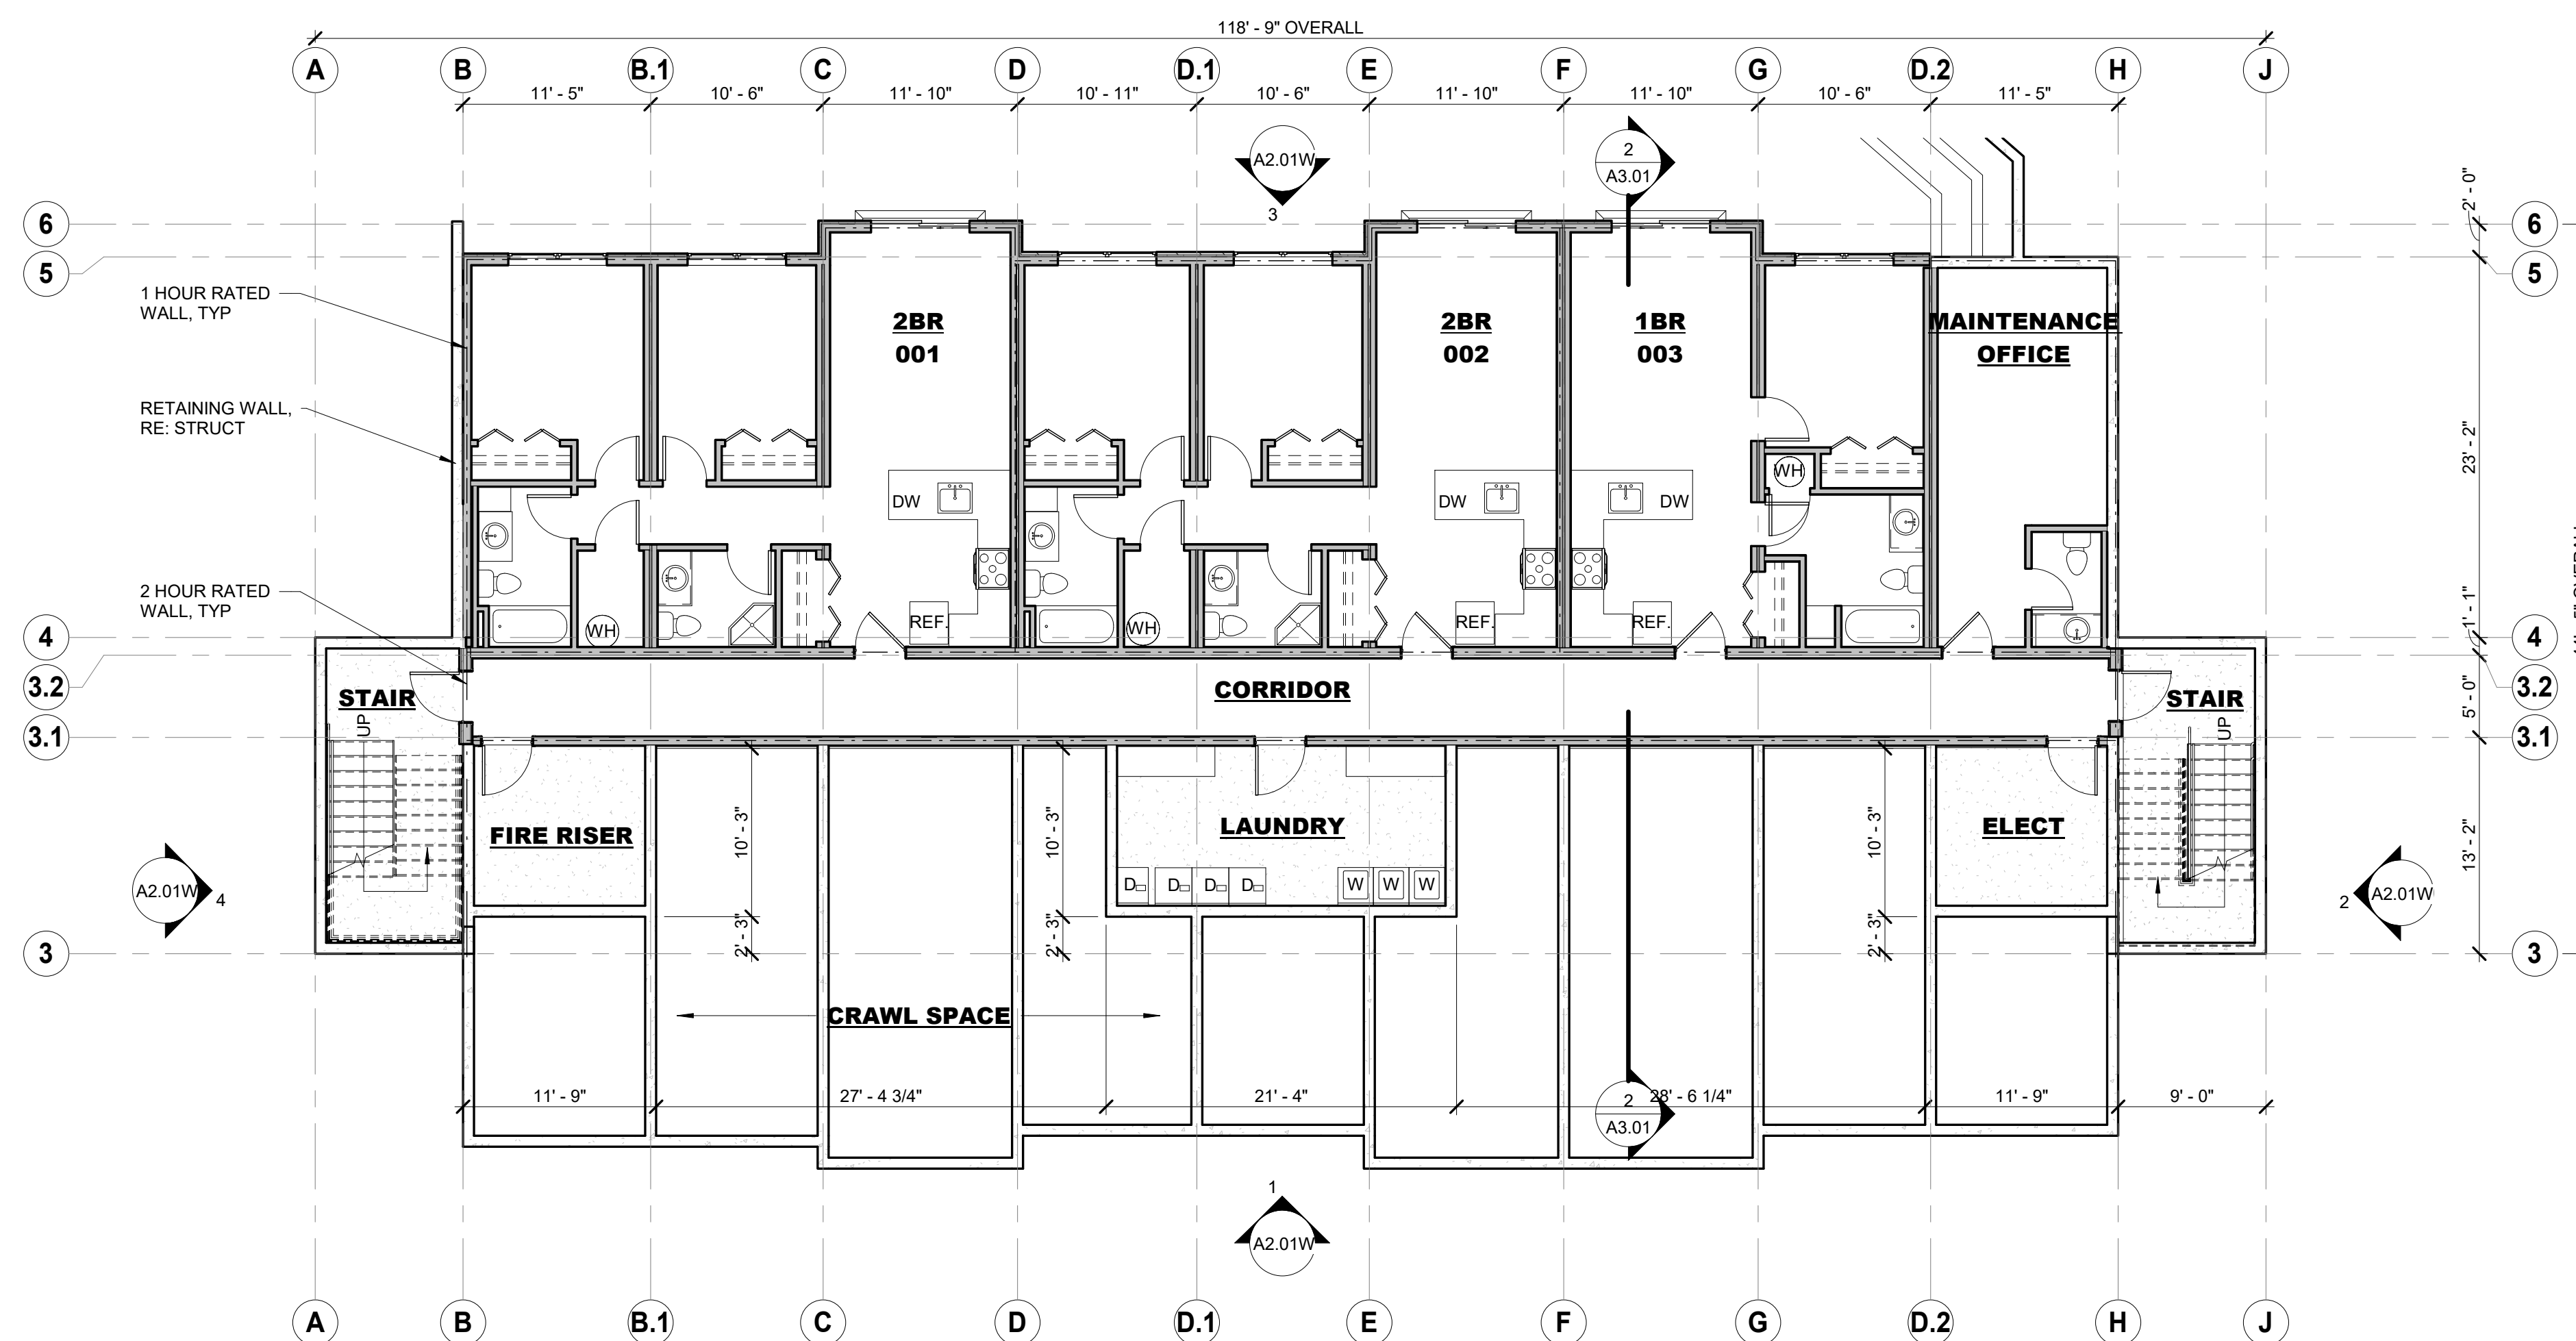 118' - 9" OVERALL
A B B.1 C D D.1 E F G D.2 H J
11' - 5" 10' - 6" 11' - 10" 10' - 11" 10' - 6" 11' - 10" 11' - 10" 10' - 6" 11' - 5"
A2.01W
3
2
A3.01
2' - 0"
6 6
5 5
1 HOUR RATED
WALL, TYP
2BR
001
2BR
002
1BR
003
MAINTENANCE
OFFICE
RETAINING WALL,
RE: STRUCT
23' - 2"
WH
DW DW DW
2 HOUR RATED
WALL, TYP
WH WH
REF. REF. REF.
1' - 1"
4 4
3.2 3.2
STAIR CORRIDOR STAIR
UP UP
5' - 0"
3.1 3.1
FIRE RISER LAUNDRY ELECT
10' - 3" 10' - 3" 10' - 3"
13' - 2"
D D D D W W W
A2.01W 4
2 A2.01W
2' - 3" 2' - 3" 2' - 3"
3 3
CRAWL SPACE
11' - 9" 27' - 4 3/4" 21' - 4" 28' - 6 1/4" 11' - 9" 9' - 0"
2
A3.01
1
A2.01W
A B B.1 C D D.1 E F G D.2 H J